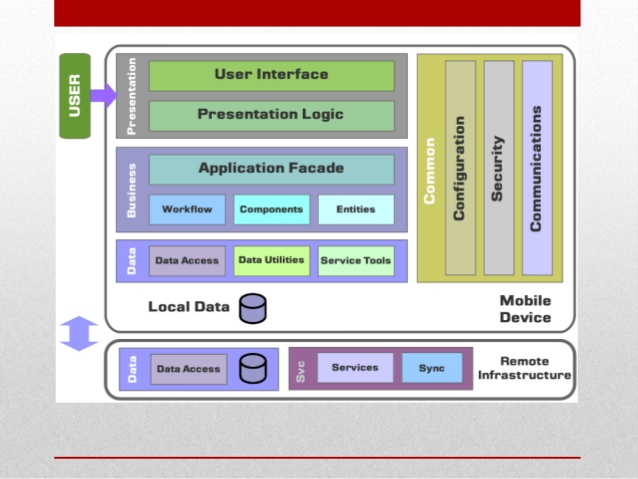 USER
Presentation
User Interface
Presentation Logic
Business
Application Facade
Workflow
Components
Entities
Data
Data Access
Data Utilities
Service Tools
Common
Configuration
Security
Communications
Local Data
Mobile
Device
Data
Data Access
Svc
Services
Sync
Remote
Infrastructure